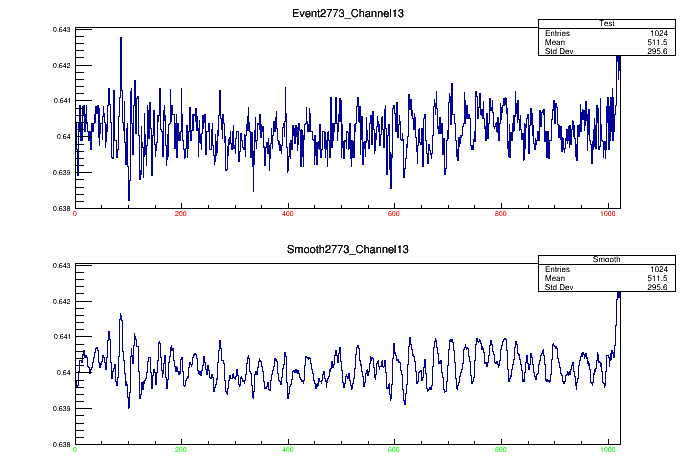 Event2773_Channel13
Test
Entries 1024
Mean 511.5
Std Dev 295.6
0.643
0.642
0.641
0.64
0.639
0.638
0 200 400 600 800 1000
Smooth2773_Channel13
Smooth
Entries 1024
Mean 511.5
Std Dev 295.6
0.643
0.642
0.641
0.64
0.639
0.638
0 200 400 600 800 1000